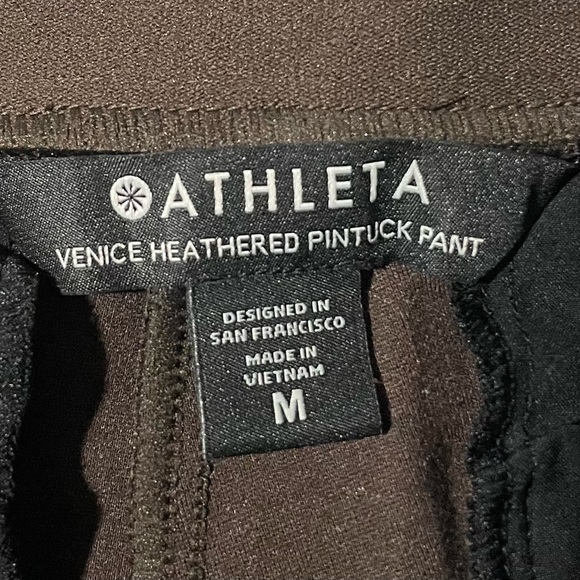 ATHLETA
VENICE HEATHERED PINTUCK PANT
DESIGNED IN
SAN FRANCISCO
MADE IN
VIETNAM
M